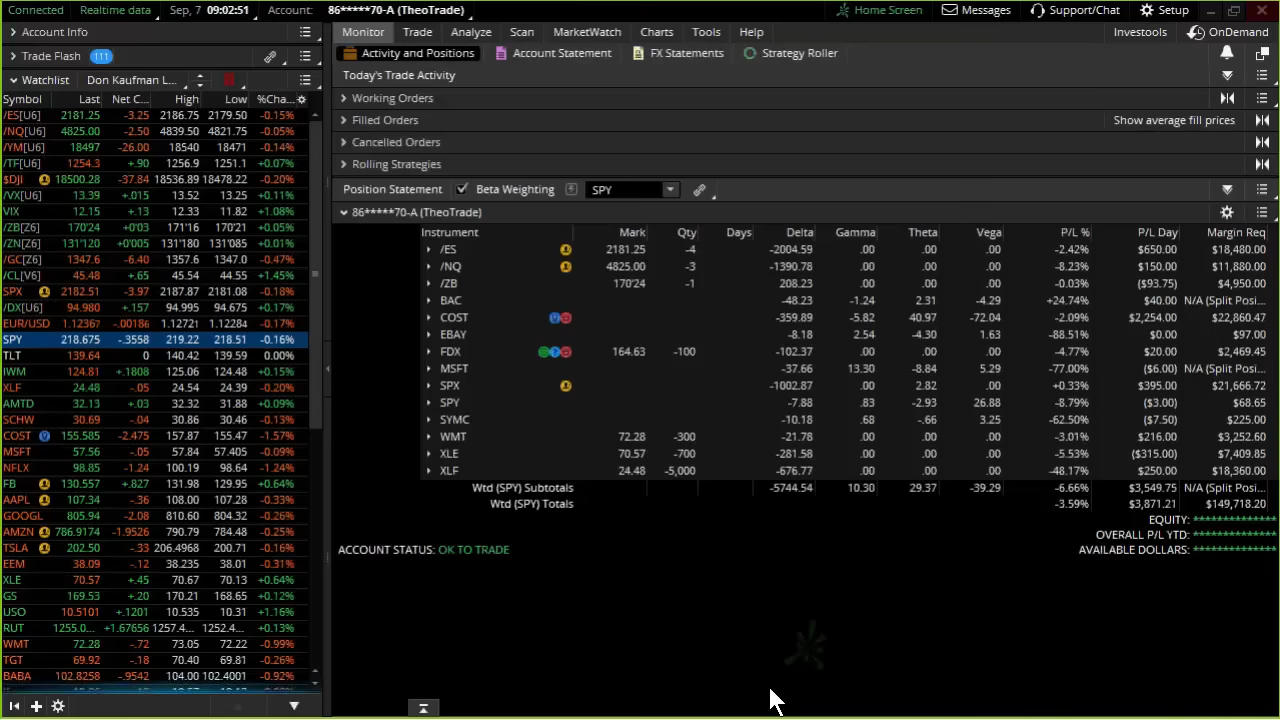 Connected Realtime data Sep, 7 09:02:51 Account: 86*****70-A (TheoTrade) Home Screen Messages Support/Chat Setup
Account Info
Monitor Trade Analyze Scan MarketWatch Charts Tools Help Investools OnDemand
Trade Flash 111
Activity and Positions Account Statement FX Statements Strategy Roller
Watchlist Don Kaufman L...
Today's Trade Activity
Symbol Last Net C... High Low %Cha...
Working Orders
Filled Orders Show average fill prices
Cancelled Orders
Rolling Strategies
Position Statement Beta Weighting SPY
86*****70-A (TheoTrade)
/ES[U6] 2181.25 -3.25 2186.75 2179.50 -0.15%
/NQ[U6] 4825.00 -2.50 4839.50 4821.75 -0.05%
/YM[U6] 18497 -26.00 18540 18471 -0.14%
/TF[U6] 1254.3 +.90 1256.9 1251.1 +0.07%
$DJI 18500.28 -37.84 18536.89 18478.22 -0.20%
/VX[U6] 13.39 +.015 13.52 13.25 +0.11%
VIX 12.15 +.13 12.33 11.82 +1.08%
/ZB[Z6] 170'24 +0'03 171'16 170'21 +0.05%
/ZN[Z6] 131'120 +0'005 131'180 131'085 +0.01%
/GC[Z6] 1347.6 -6.40 1357.6 1347.0 -0.47%
/CL[V6] 45.48 +.65 45.54 44.55 +1.45%
SPX 2182.51 -3.97 2187.87 2181.08 -0.18%
/DX[U6] 94.980 +.157 94.995 94.675 +0.17%
EUR/USD 1.12367 -.00186 1.12721 1.12284 -0.17%
SPY 218.675 -.3558 219.22 218.51 -0.16%
TLT 139.64 0 140.42 139.59 0.00%
IWM 124.81 +.1808 125.06 124.48 +0.15%
XLF 24.48 -.05 24.54 24.39 -0.20%
AMTD 32.13 +.03 32.32 31.88 +0.09%
SCHW 30.69 -.04 30.86 30.46 -0.13%
COST 155.585 -2.475 157.87 155.47 -1.57%
MSFT 57.56 -.05 57.84 57.405 -0.09%
NFLX 98.85 -1.24 100.19 98.64 -1.24%
FB 130.557 +.827 131.98 129.95 +0.64%
AAPL 107.34 -.36 108.00 107.28 -0.33%
GOOGL 805.94 -2.08 810.60 804.32 -0.26%
AMZN 786.9174 -1.9526 790.79 784.48 -0.25%
TSLA 202.50 -.33 206.4968 200.71 -0.16%
EEM 38.09 -.12 38.235 38.01 -0.31%
XLE 70.57 +.45 70.67 70.13 +0.64%
GS 169.53 +.20 170.21 168.65 +0.12%
USO 10.5101 +.1201 10.535 10.31 +1.16%
RUT 1255.0... +1.67656 1257.4... 1252.4... +0.13%
WMT 72.28 -.72 73.05 72.22 -0.99%
TGT 69.92 -.18 70.40 69.81 -0.26%
BABA 102.8258 -.9542 104.00 102.4001 -0.92%
Instrument Mark Qty Days Delta Gamma Theta Vega P/L % P/L Day Margin Req
/ES 2181.25 -4 -2004.59 .00 .00 .00 -2.42% $650.00 $18,480.00
/NQ 4825.00 -3 -1390.78 .00 .00 .00 -8.23% $150.00 $11,880.00
/ZB 170'24 -1 208.23 .00 .00 .00 -0.03% ($93.75) $4,950.00
BAC -48.23 -1.24 2.31 -4.29 +24.74% $40.00 N/A (Split Posi...
COST -359.89 -5.82 40.97 -72.04 -2.09% $2,254.00 $22,860.47
EBAY -8.18 2.54 -4.30 1.63 -88.51% $0.00 $97.00
FDX 164.63 -100 -102.37 .00 .00 .00 -4.77% $20.00 $2,469.45
MSFT -37.66 13.30 -8.84 5.29 -77.00% ($6.00) N/A (Split Posi...
SPX -1002.87 .00 2.82 .00 +0.33% $395.00 $21,666.72
SPY -7.88 .83 -2.93 26.88 -8.79% ($3.00) $68.65
SYMC -10.18 .68 -.66 3.25 -62.50% ($7.50) $225.00
WMT 72.28 -300 -21.78 .00 .00 .00 -3.01% $216.00 $3,252.60
XLE 70.57 -700 -281.58 .00 .00 .00 -5.53% ($315.00) $7,409.85
XLF 24.48 -5,000 -676.77 .00 .00 .00 -48.17% $250.00 $18,360.00
Wtd (SPY) Subtotals -5744.54 10.30 29.37 -39.29 -6.66% $3,549.75 N/A (Split Posi...
Wtd (SPY) Totals -3.59% $3,871.21 $149,718.20
EQUITY: **************
OVERALL P/L YTD: **************
ACCOUNT STATUS: OK TO TRADE AVAILABLE DOLLARS: **************